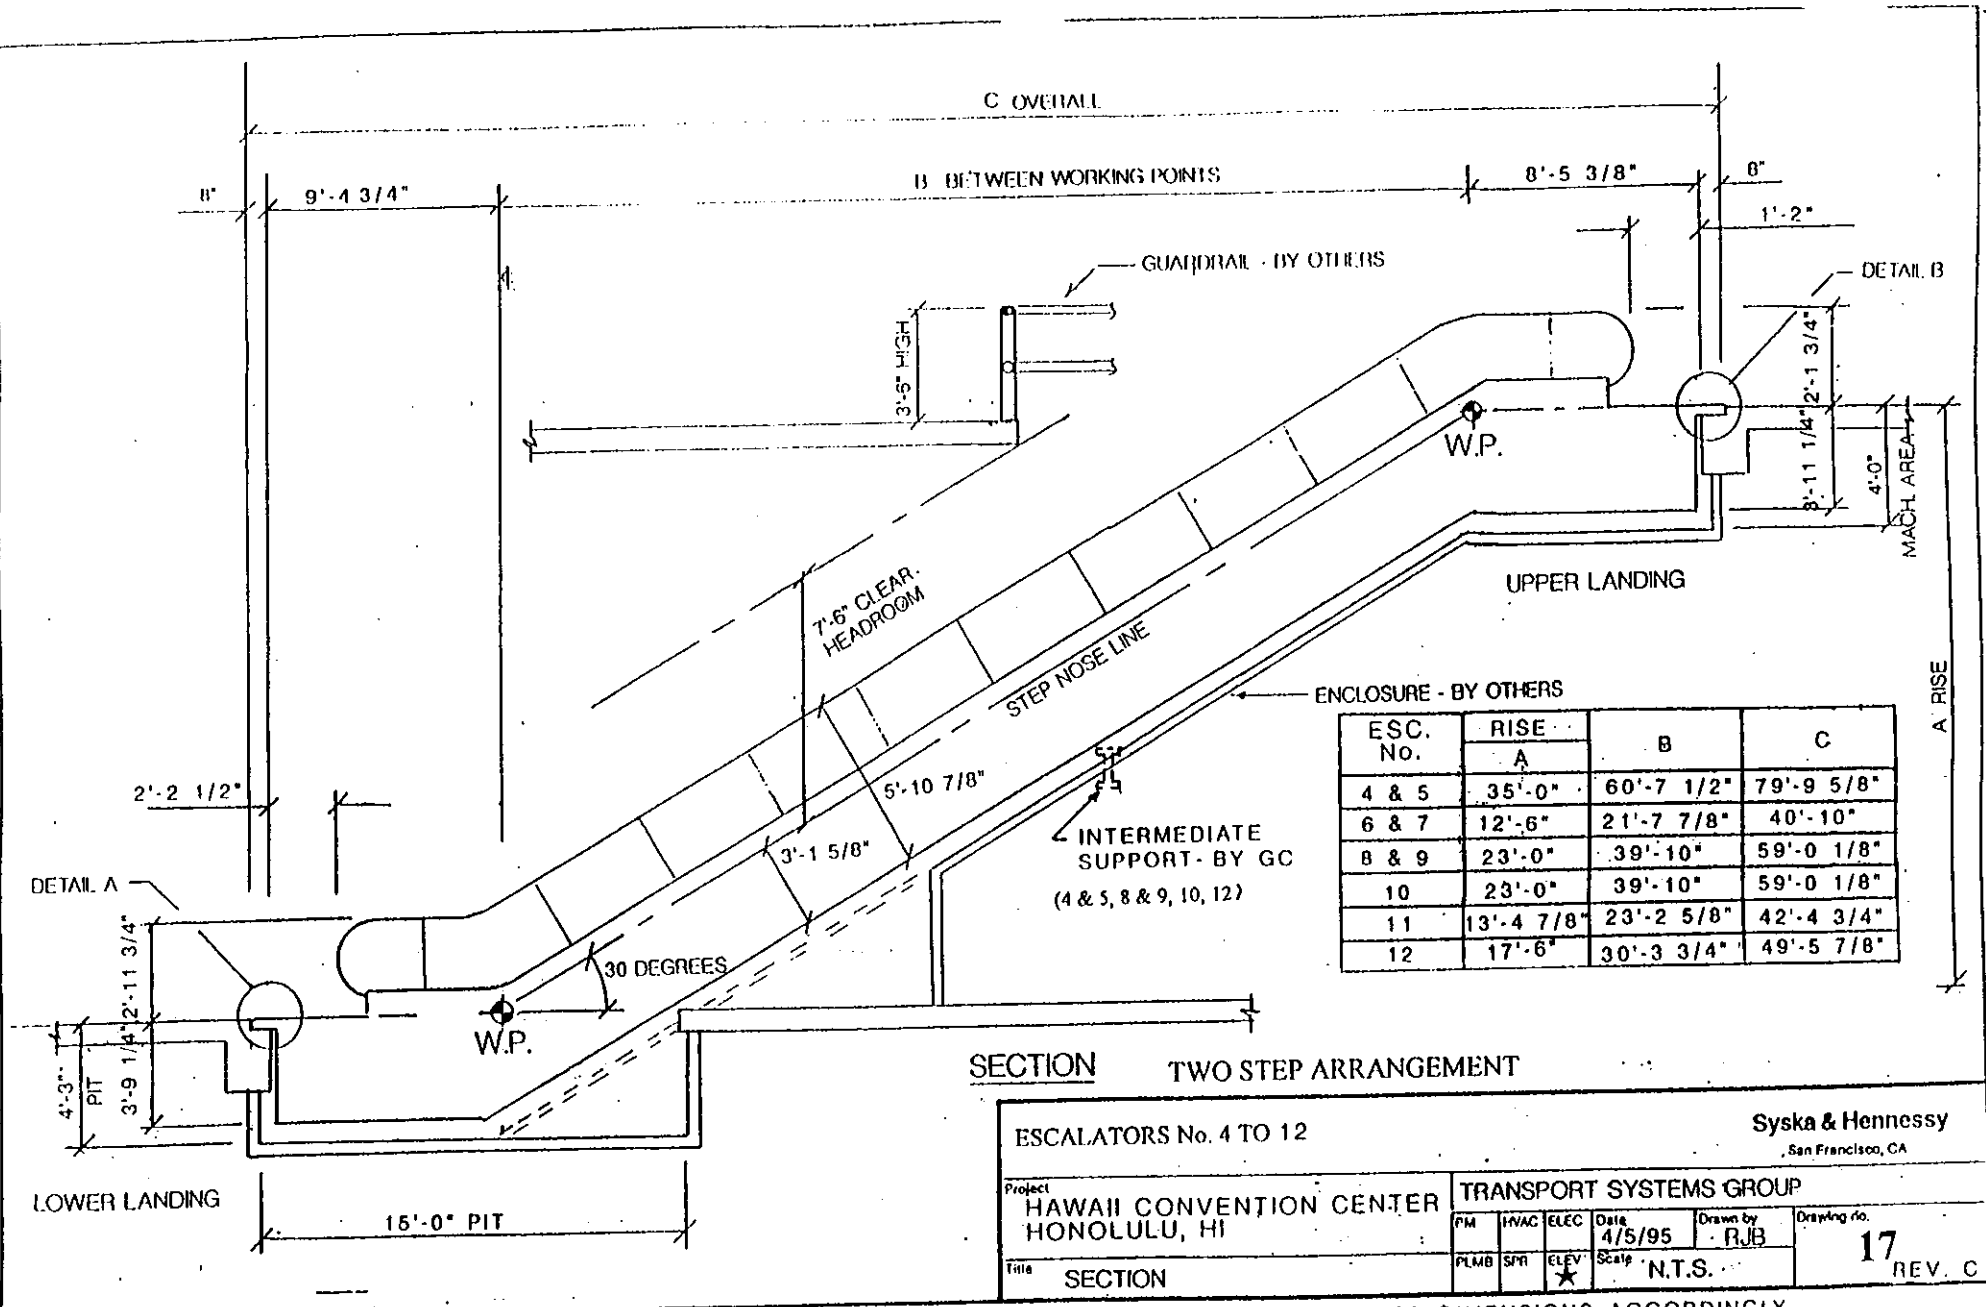 C OVERALL
B BETWEEN WORKING POINTS
8"
9'-4 3/4"
8'-5 3/8"
8"
1'-2"
GUARDRAIL - BY OTHERS
DETAIL B
3'-6" HIGH
2'-1 3/4"
3'-11 1/4"
4'-0"
MACH. AREA
W.P.
7'-6" CLEAR.
HEADROOM
UPPER LANDING
STEP NOSE LINE
A RISE
ENCLOSURE - BY OTHERS
ESC. No. RISE A B C
4 & 5 35'-0" 60'-7 1/2" 79'-9 5/8"
6 & 7 12'-6" 21'-7 7/8" 40'-10"
8 & 9 23'-0" 39'-10" 59'-0 1/8"
10 23'-0" 39'-10" 59'-0 1/8"
11 13'-4 7/8" 23'-2 5/8" 42'-4 3/4"
12 17'-6" 30'-3 3/4" 49'-5 7/8"
2'-2 1/2"
5'-10 7/8"
3'-1 5/8"
INTERMEDIATE
SUPPORT - BY GC
(4 & 5, 8 & 9, 10, 12)
DETAIL A
2'-11 3/4"
30 DEGREES
W.P.
4'-3"
PIT
3'-9 1/4"
LOWER LANDING
15'-0" PIT
SECTION TWO STEP ARRANGEMENT
ESCALATORS No. 4 TO 12
Syska & Hennessy
San Francisco, CA
Project
HAWAII CONVENTION CENTER
HONOLULU, HI
TRANSPORT SYSTEMS GROUP
PM HVAC ELEC Date 4/5/95 Drawn by RJB Drawing no. 17
PLMB SPR ELEV Scale N.T.S. REV. C
Title SECTION
DIMENSIONS ACCORDINGLY